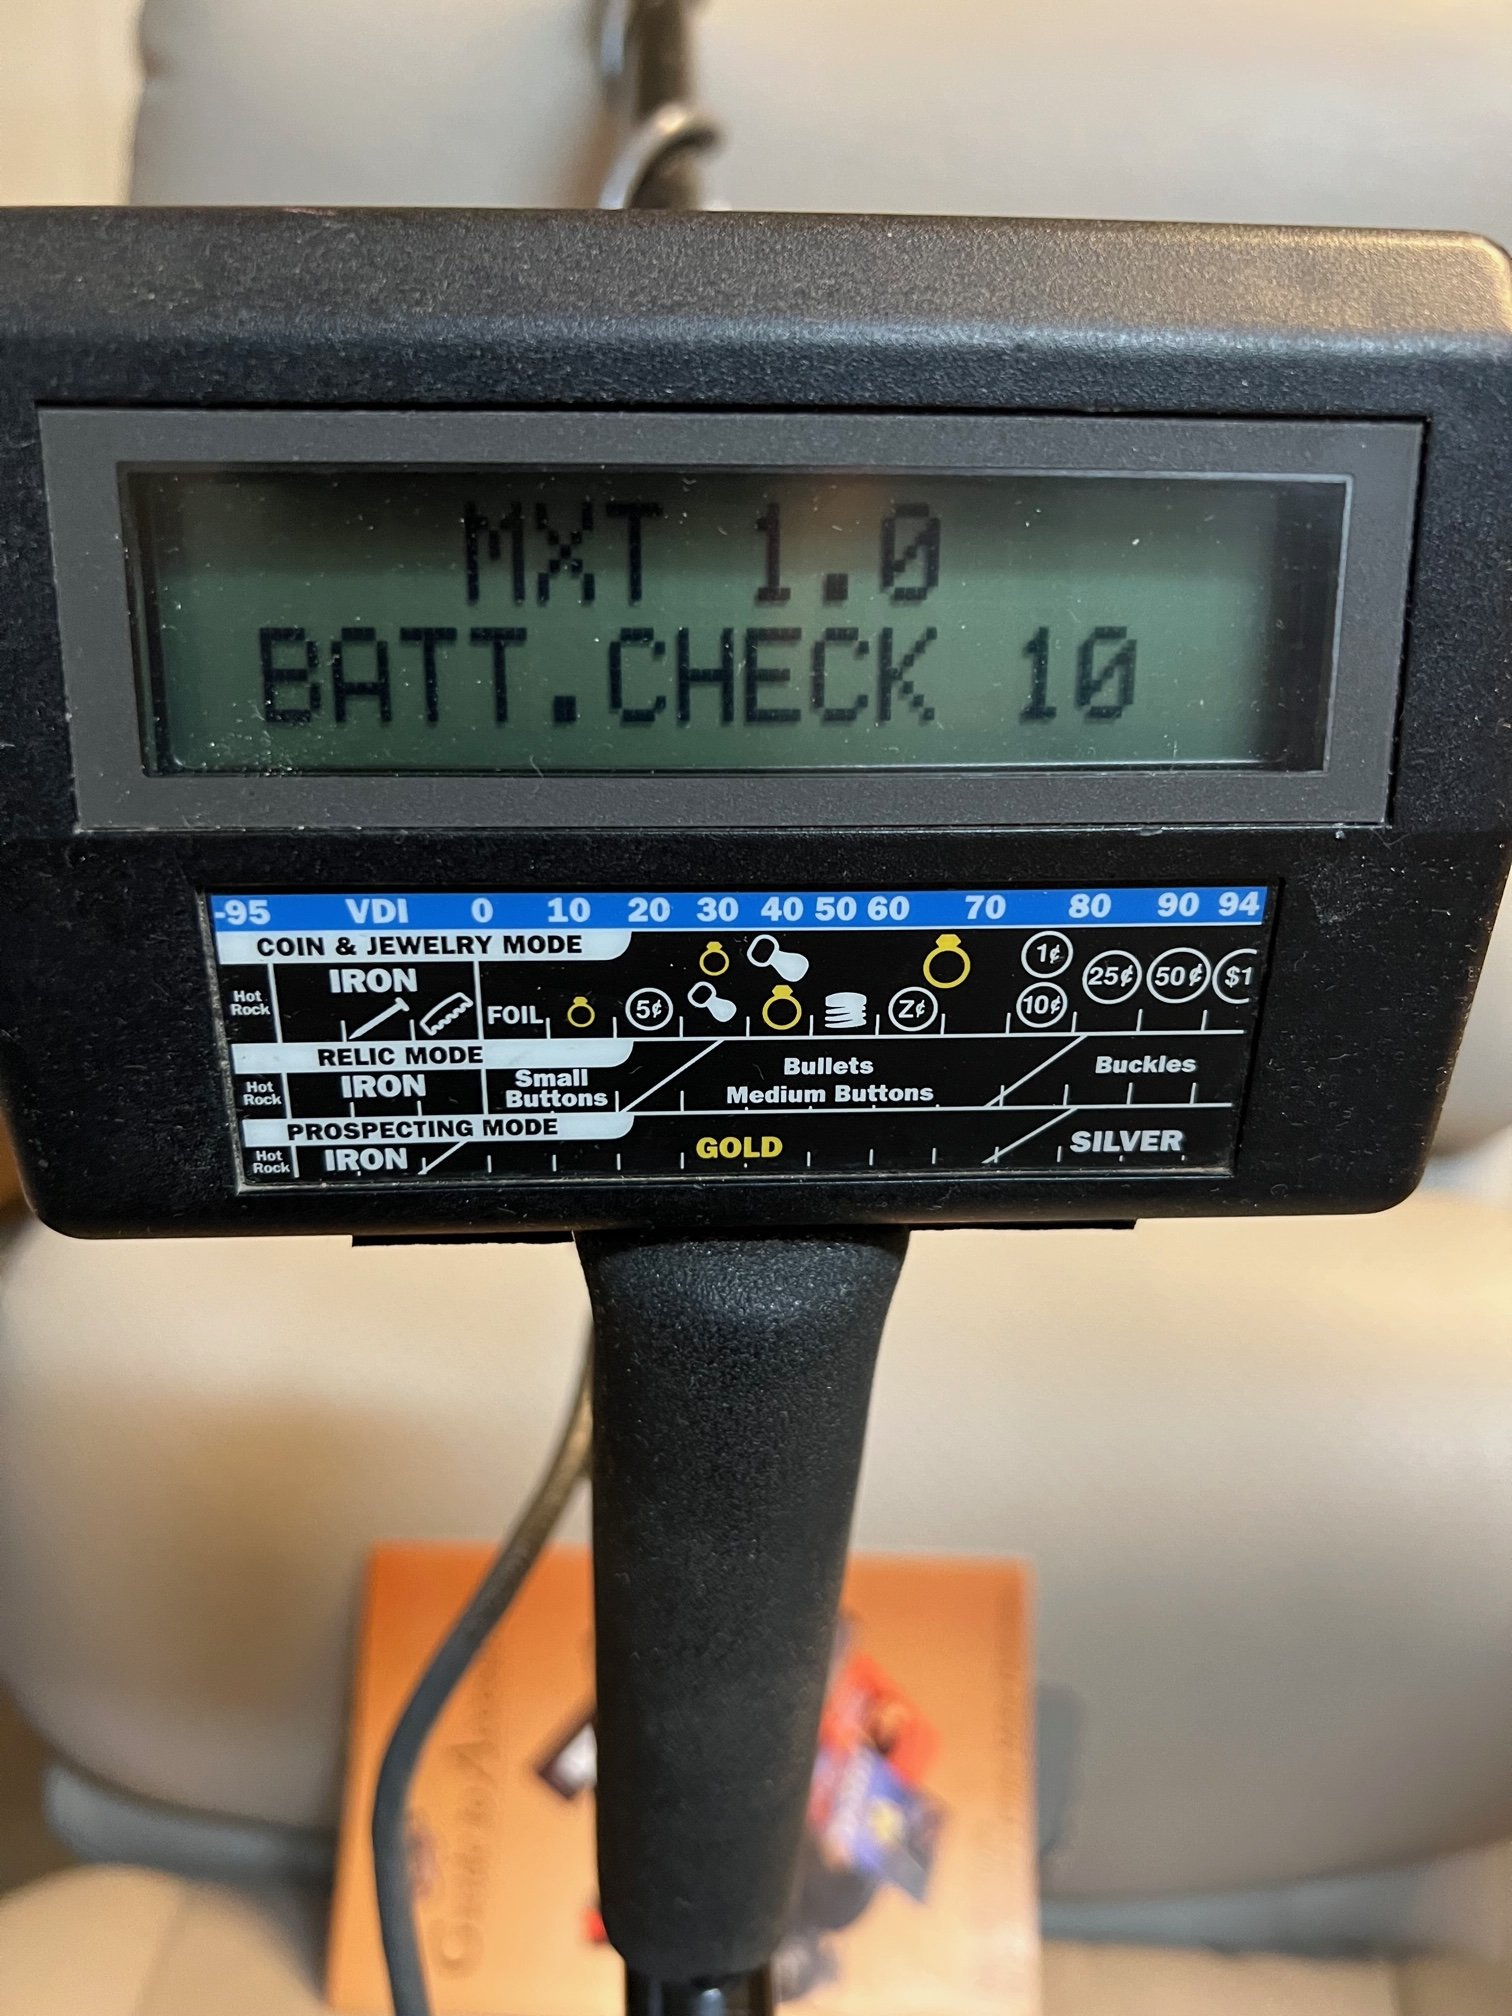 MXT 1.0
BATT.CHECK 10
-95 VDI 0 10 20 30 40 50 60 70 80 90 94
COIN & JEWELRY MODE
Hot Rock IRON FOIL 5¢ Z¢ 1¢ 10¢ 25¢ 50¢ $1
RELIC MODE
Hot Rock IRON Small Buttons Bullets Medium Buttons Buckles
PROSPECTING MODE
Hot Rock IRON GOLD SILVER